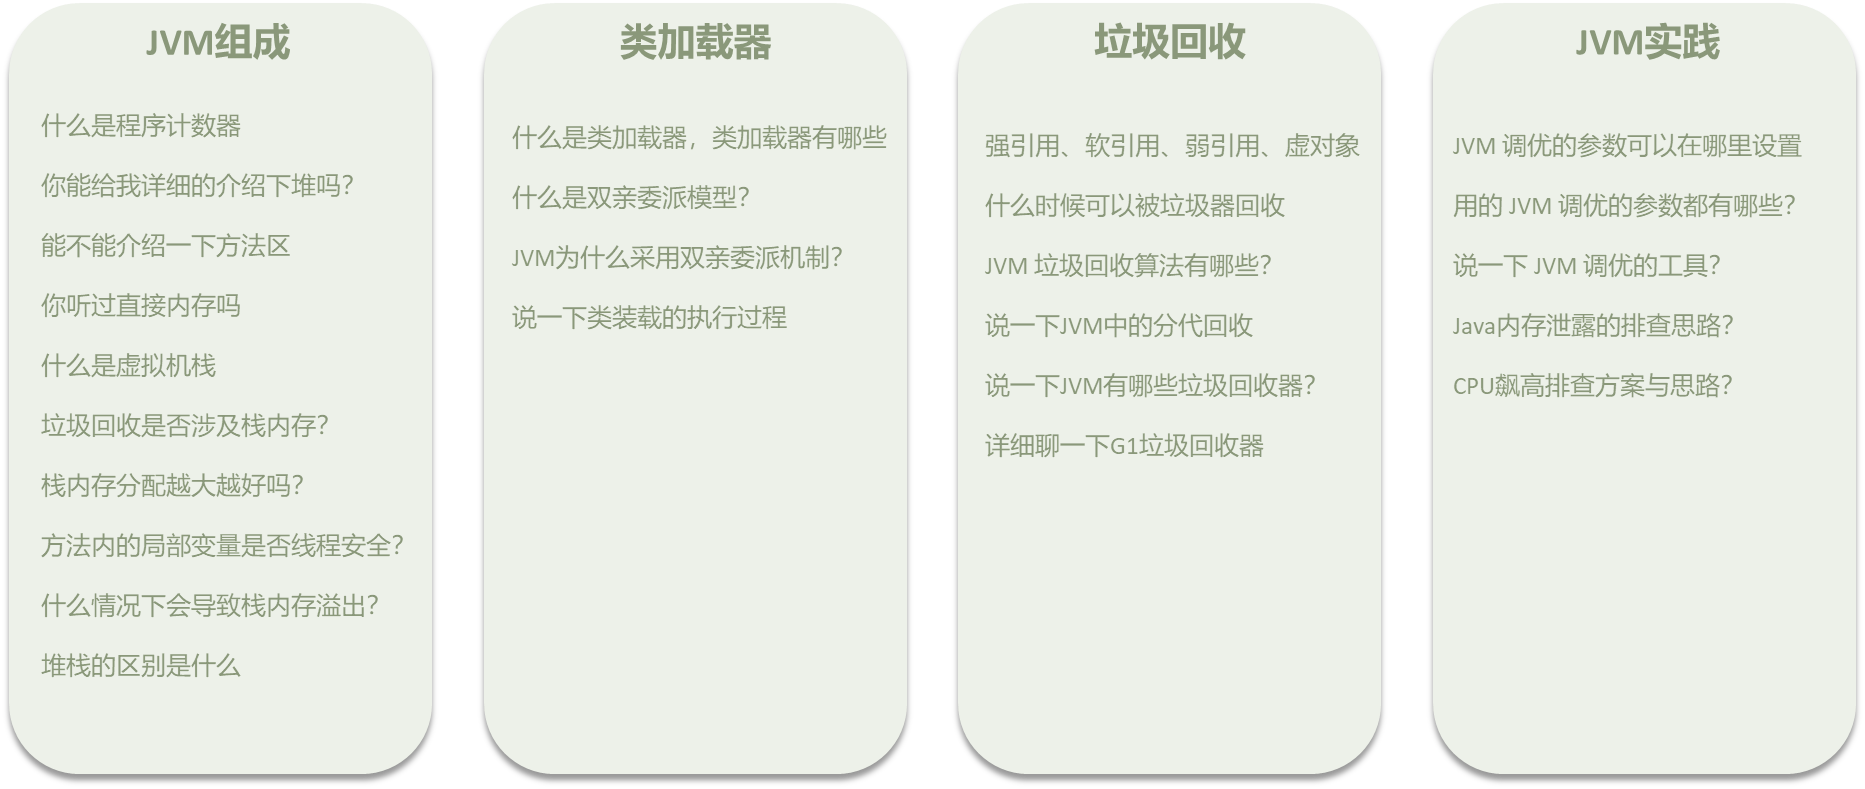 JVM组成
什么是程序计数器
你能给我详细的介绍下堆吗?
能不能介绍一下方法区
你听过直接内存吗
什么是虚拟机栈
垃圾回收是否涉及栈内存?
栈内存分配越大越好吗?
方法内的局部变量是否线程安全?
什么情况下会导致栈内存溢出?
堆栈的区别是什么
类加载器
什么是类加载器，类加载器有哪些
什么是双亲委派模型?
JVM为什么采用双亲委派机制?
说一下类装载的执行过程
垃圾回收
强引用、软引用、弱引用、虚对象
什么时候可以被垃圾器回收
JVM 垃圾回收算法有哪些?
说一下JVM中的分代回收
说一下JVM有哪些垃圾回收器?
详细聊一下G1垃圾回收器
JVM实践
JVM 调优的参数可以在哪里设置
用的 JVM 调优的参数都有哪些?
说一下 JVM 调优的工具?
Java内存泄露的排查思路?
CPU飙高排查方案与思路?